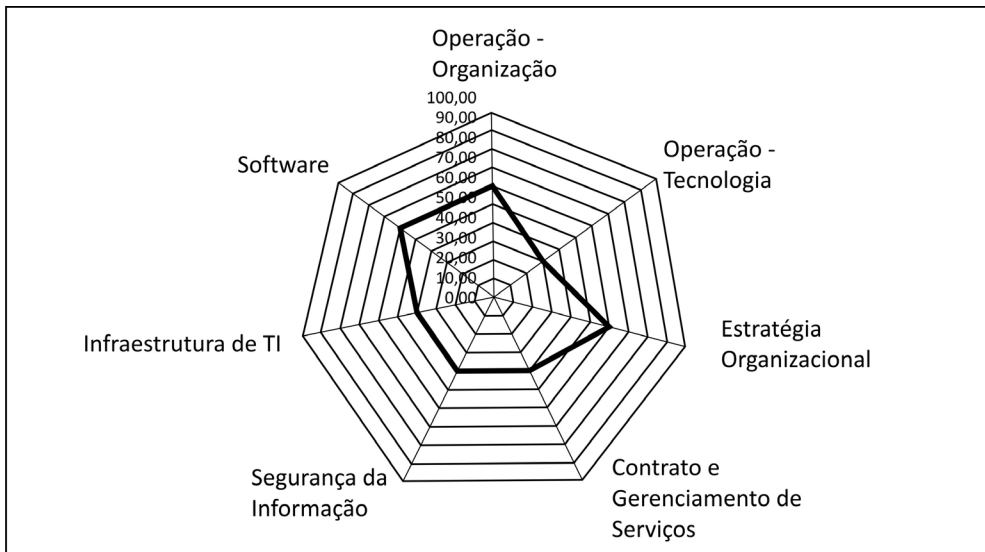 Operação -
Organização
100,00
90,00
80,00
70,00
60,00
50,00
40,00
30,00
20,00
10,00
0,00
Operação -
Tecnologia
Estratégia
Organizacional
Contrato e
Gerenciamento de
Serviços
Segurança da
Informação
Infraestrutura de TI
Software